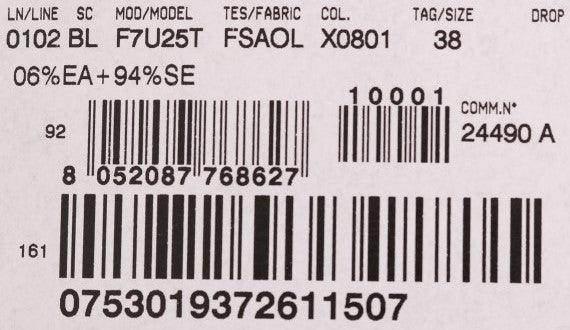 LN/LINE SC MOD/MODEL TES/FABRIC COL. TAG/SIZE DROP
0102 BL F7U25T FSAOL X0801 38
06%EA+94%SE
10001
COMM.N°
92
24490 A
8 052087 768627
161
0753019372611507